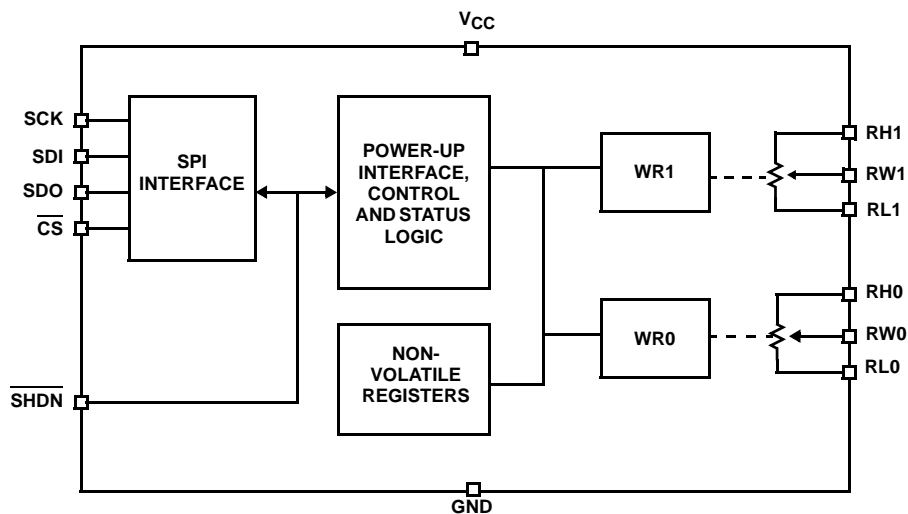 VCC
SCK
SDI
SDO
CS
SHDN
SPI
INTERFACE
POWER-UP
INTERFACE,
CONTROL
AND STATUS
LOGIC
NON-
VOLATILE
REGISTERS
WR1
WR0
RH1
RW1
RL1
RH0
RW0
RL0
GND